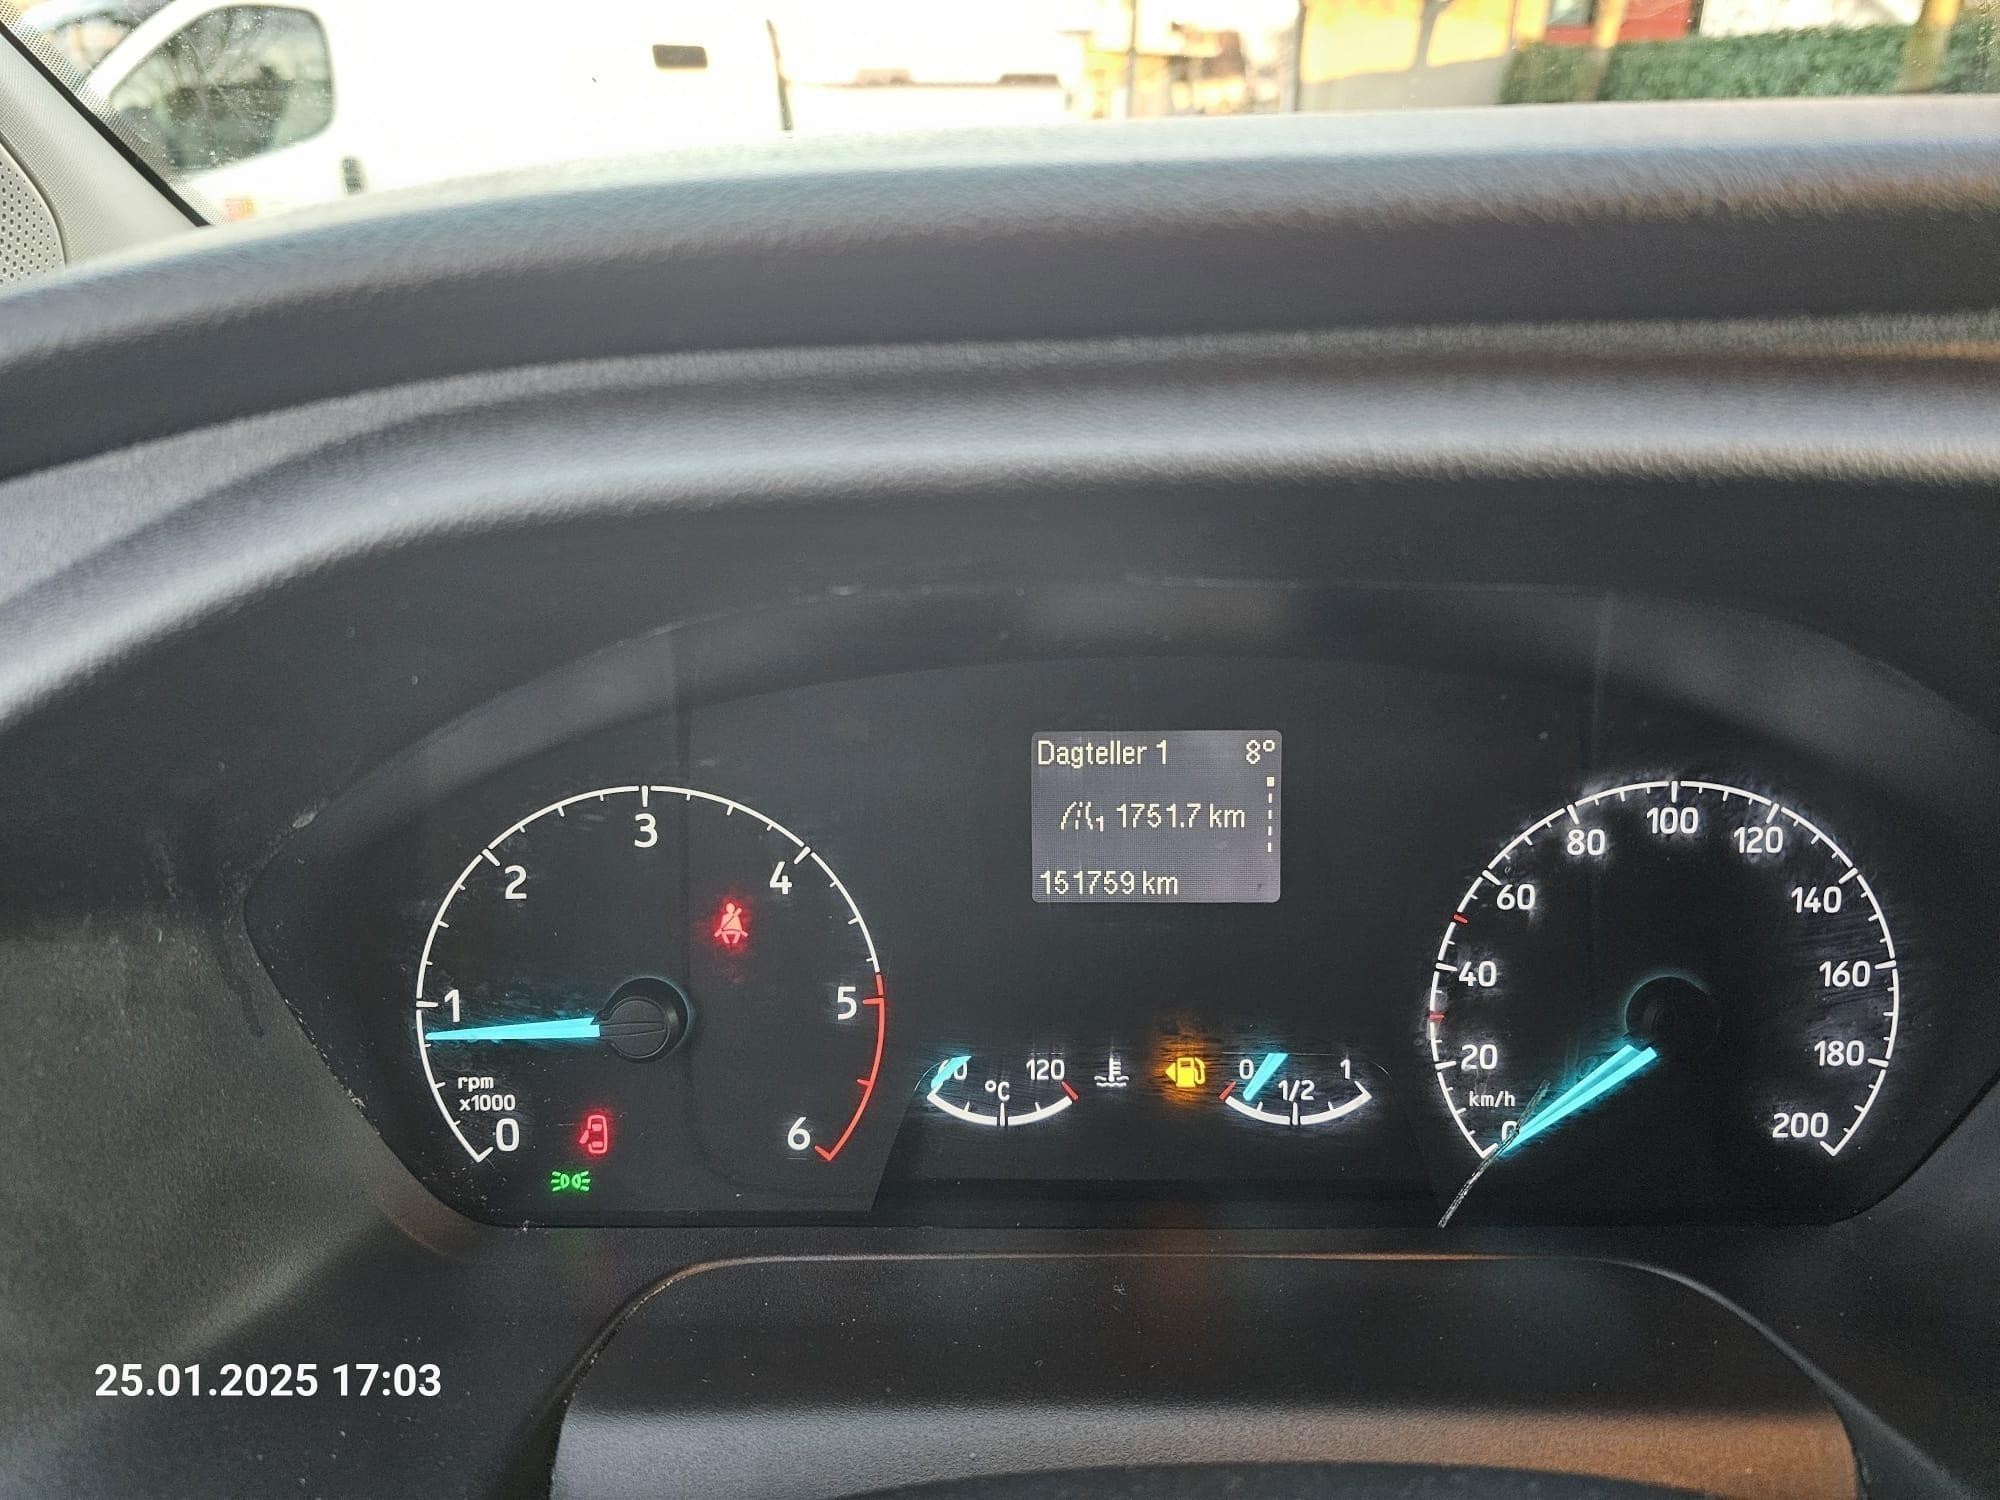 Dagteller 1 8°
1 1751.7 km
151759 km
0 1 2 3 4 5 6
rpm
x1000
120
°C
0 1/2 1
0 20 40 60 80 100 120 140 160 180 200
km/h
25.01.2025 17:03